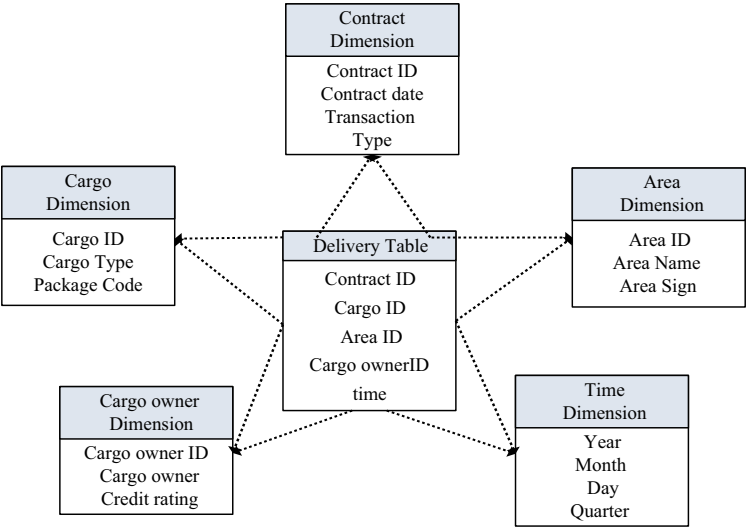 Contract
Dimension
Contract ID
Contract date
Transaction
Type
Cargo
Dimension
Cargo ID
Cargo Type
Package Code
Area
Dimension
Area ID
Area Name
Area Sign
Delivery Table
Contract ID
Cargo ID
Area ID
Cargo ownerID
time
Cargo owner
Dimension
Cargo owner ID
Cargo owner
Credit rating
Time
Dimension
Year
Month
Day
Quarter